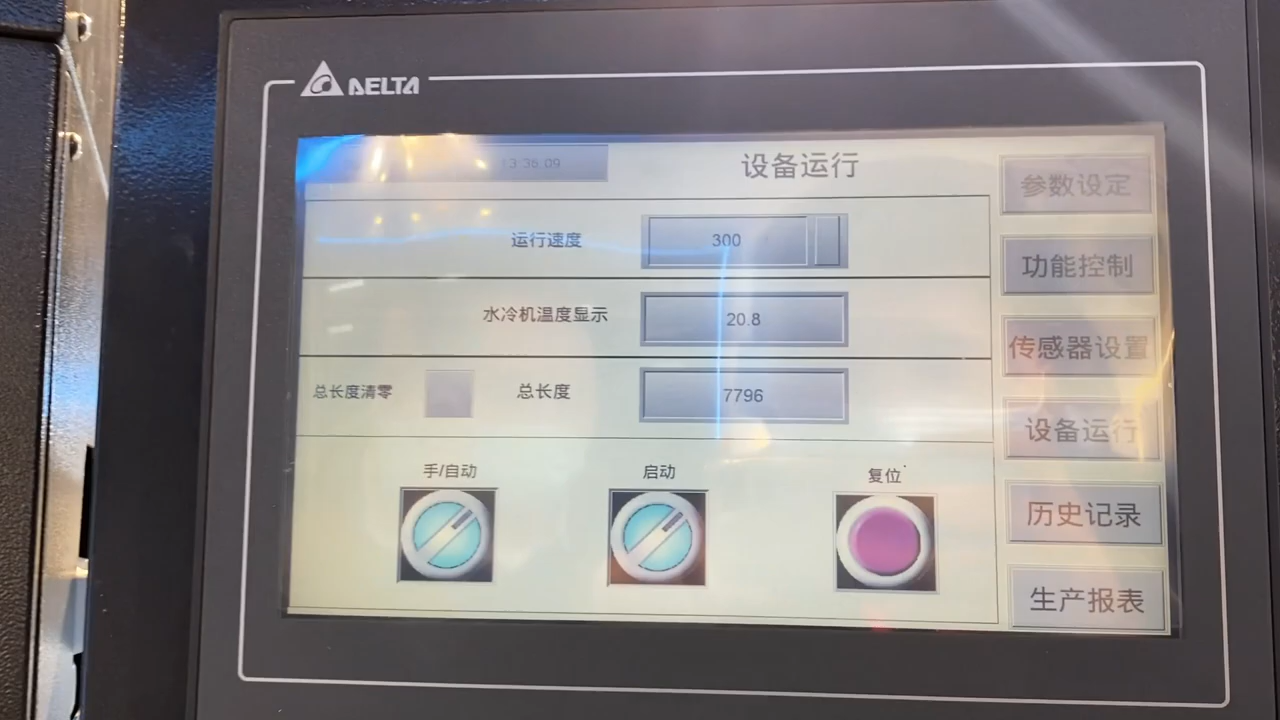 DELTA
13:36:09
设备运行
参数设定
运行速度
300
功能控制
水冷机温度显示
20.8
传感器设置
总长度清零
总长度
7796
设备运行
手/自动
启动
复位
历史记录
生产报表